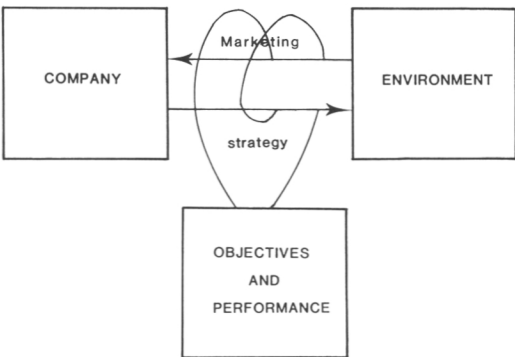 Marketing
COMPANY
ENVIRONMENT
strategy
OBJECTIVES
AND
PERFORMANCE